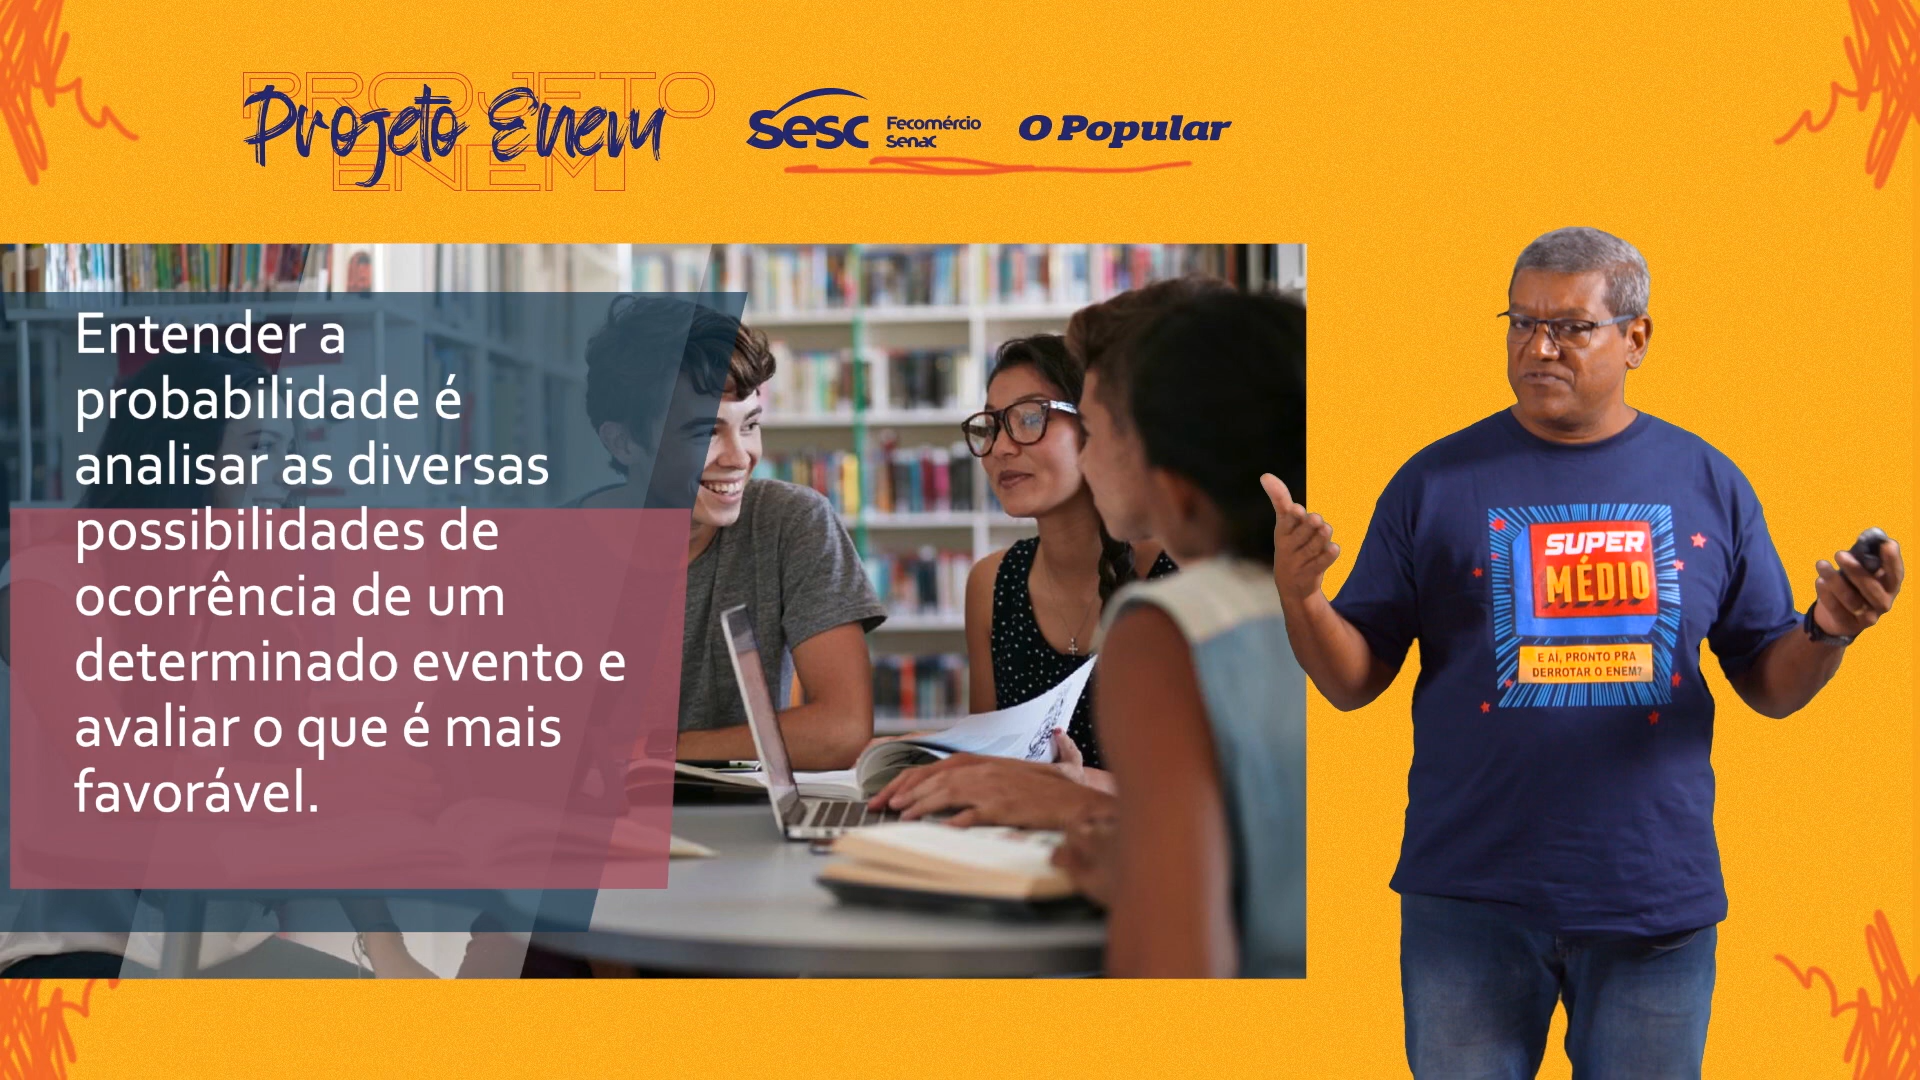 PROJETO
Projeto Enem
ENEM
Sesc
Fecomércio
Senac
O Popular
Entender a
probabilidade é
analisar as diversas
possibilidades de
ocorrência de um
determinado evento e
avaliar o que é mais
favorável.
SUPER
MÉDIO
E AÍ, PRONTO PRA
DERROTAR O ENEM?